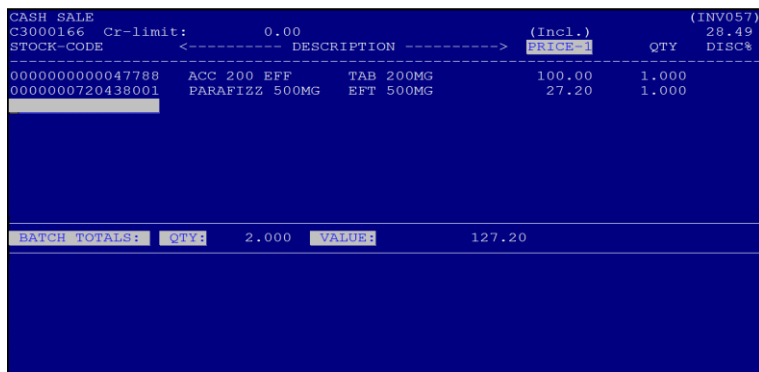 CASH SALE (INV057)
C3000166 Cr-limit: 0.00 (Incl.) 28.49
STOCK-CODE <---------- DESCRIPTION ----------> PRICE-1 QTY DISC%
0000000000047788 ACC 200 EFF TAB 200MG 100.00 1.000
0000000720438001 PARAFIZZ 500MG EFT 500MG 27.20 1.000
BATCH TOTALS: QTY: 2.000 VALUE: 127.20